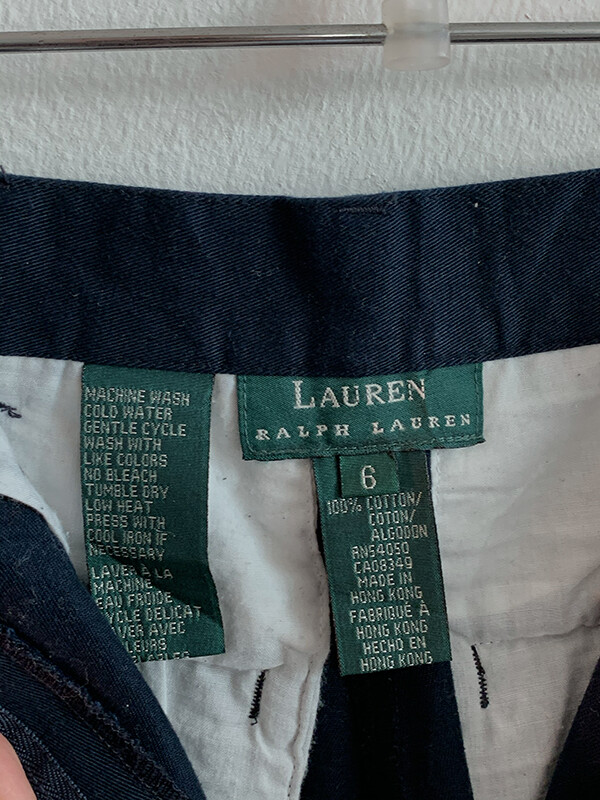 MACHINE WASH
COLD WATER
GENTLE CYCLE
WASH WITH
LIKE COLORS
NO BLEACH
TUMBLE DRY
LOW HEAT
PRESS WITH
COOL IRON IF
NECESSARY
LAVER À LA
MACHINE
EAU FROIDE
CYCLE DELICAT
LAVER AVEC
LAUREN
RALPH LAUREN
6
100% COTTON/
COTON/
ALGODON
RN54050
CA08349
MADE IN
HONG KONG
FABRIQUÉ À
HONG KONG
HECHO EN
HONG KONG